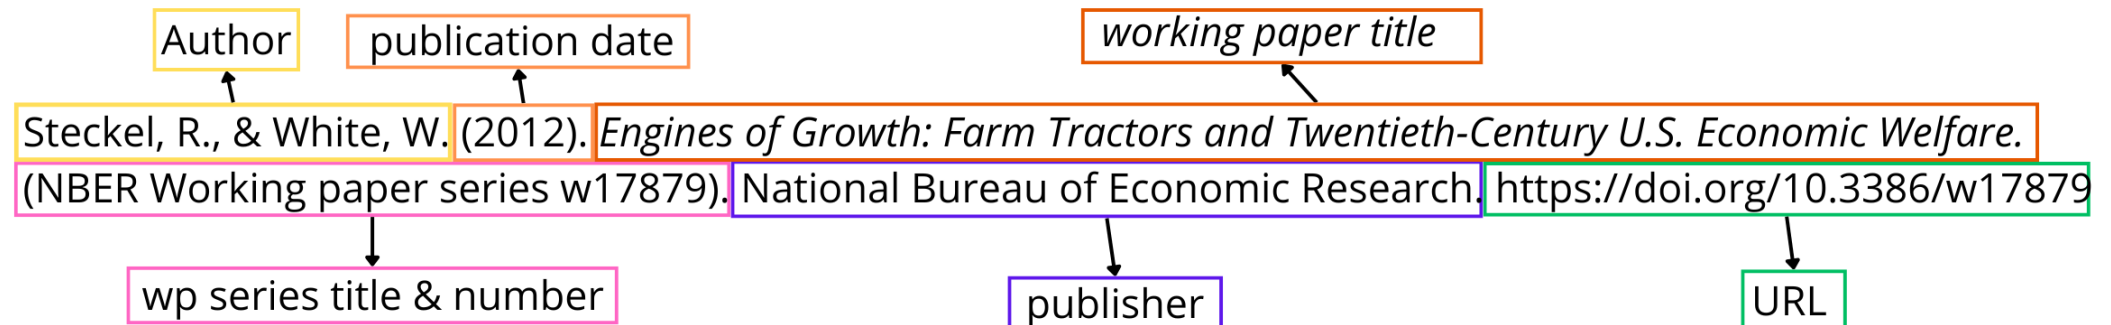 Author publication date working paper title
Steckel, R., & White, W. (2012). Engines of Growth: Farm Tractors and Twentieth-Century U.S. Economic Welfare.
(NBER Working paper series w17879). National Bureau of Economic Research. https://doi.org/10.3386/w17879
wp series title & number publisher URL